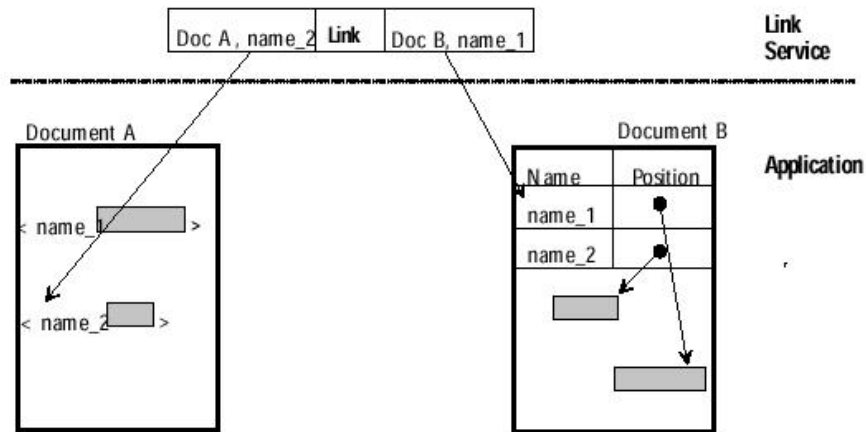 Doc A, name_2 Link Doc B, name_1
Link
Service
Document A
Document B
Application
Name Position
name_1
name_2
< name_1 >
< name_2 >